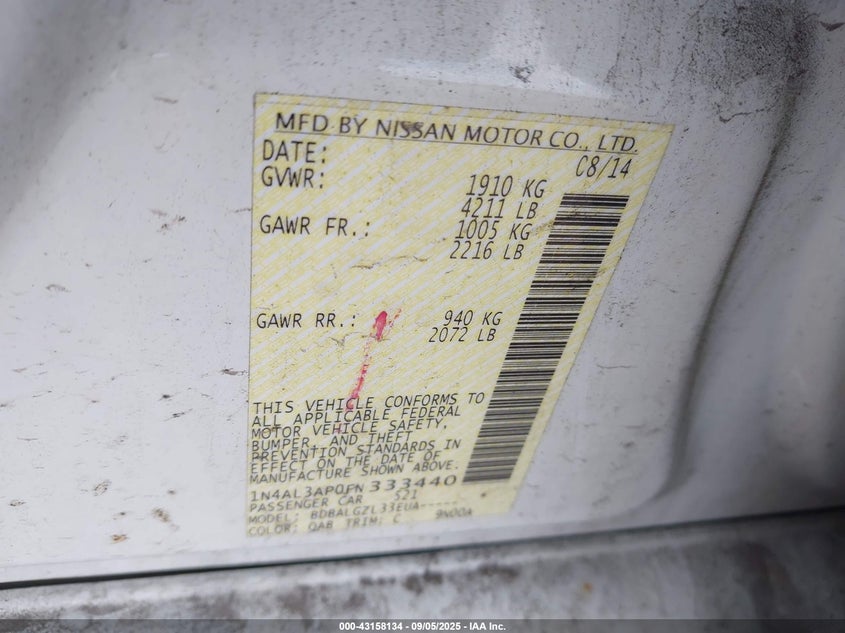 MFD BY NISSAN MOTOR CO., LTD.
DATE: 08/14
GVWR: 1910 KG
4211 LB
GAWR FR.: 1005 KG
2216 LB
GAWR RR.: 940 KG
2072 LB
THIS VEHICLE CONFORMS TO
ALL APPLICABLE FEDERAL
MOTOR VEHICLE SAFETY,
BUMPER, AND THEFT
PREVENTION STANDARDS IN
EFFECT ON THE DATE OF
MANUFACTURE SHOWN ABOVE.
1N4AL3AP0FN333440
PASSENGER CAR S21
MODEL: BDBALGZL33EUA-----
COLOR: QAB TRIM: C 9N00A
000-43158134 - 09/05/2025 - IAA Inc.